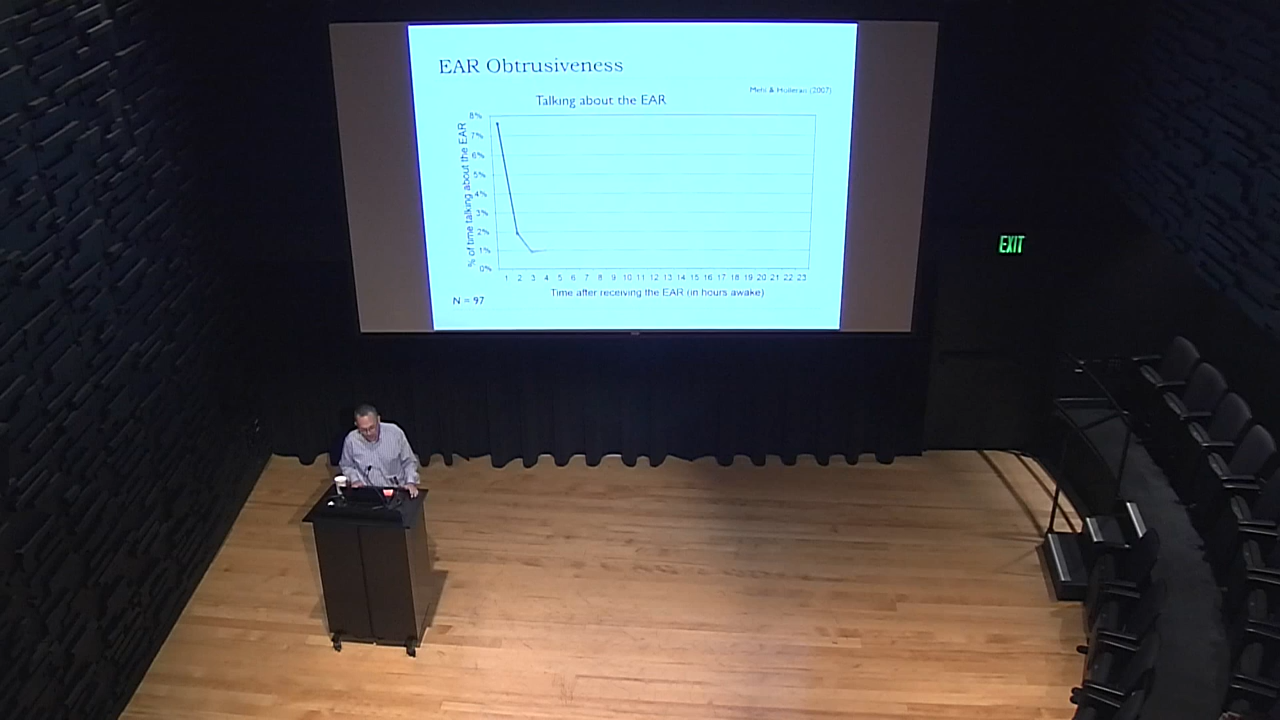 EAR Obtrusiveness
Mehl & Holleran (2007)
Talking about the EAR
% of time talking about the EAR
8%
7%
6%
5%
4%
3%
2%
1%
0%
1 2 3 4 5 6 7 8 9 10 11 12 13 14 15 16 17 18 19 20 21 22 23
Time after receiving the EAR (in hours awake)
N = 97
EXIT